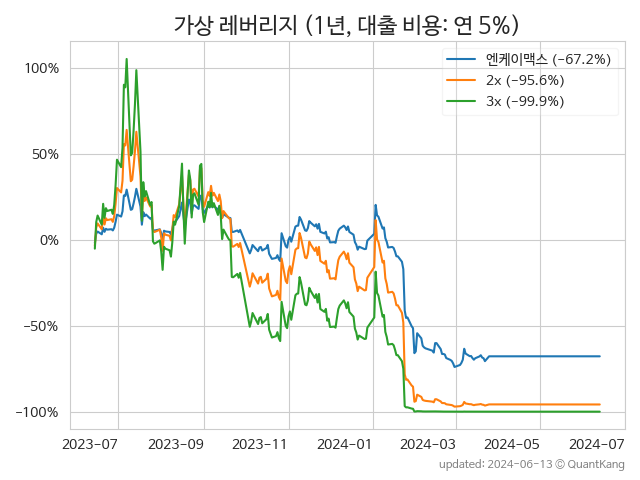 가상 레버리지 (1년, 대출 비용: 연 5%)
엔케이맥스 (−67.2%)
2x (−95.6%)
3x (−99.9%)
100%
50%
0%
−50%
−100%
2023-07 2023-09 2023-11 2024-01 2024-03 2024-05 2024-07
updated: 2024-06-13 © QuantKang